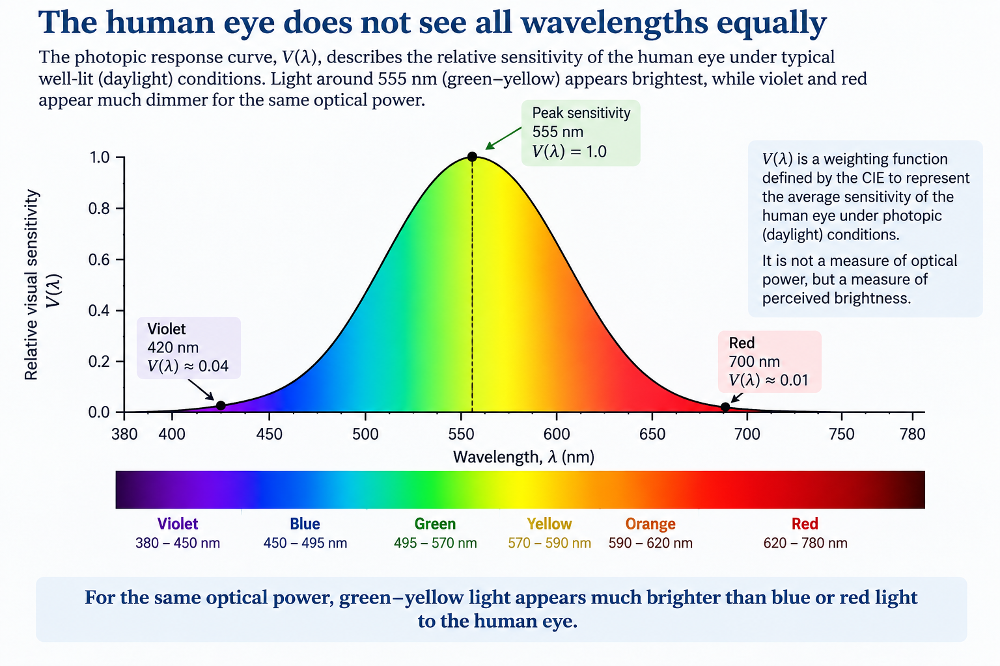 The human eye does not see all wavelengths equally
The photopic response curve, V(λ), describes the relative sensitivity of the human eye under typical
well-lit (daylight) conditions. Light around 555 nm (green–yellow) appears brightest, while violet and red
appear much dimmer for the same optical power.
Peak sensitivity
555 nm
V(λ) = 1.0
V(λ) is a weighting function
defined by the CIE to represent
the average sensitivity of the
human eye under photopic
(daylight) conditions.
It is not a measure of optical
power, but a measure of
perceived brightness.
Relative visual sensitivity
V(λ)
1.0
0.8
0.6
0.4
0.2
0.0
Violet
420 nm
V(λ) ≈ 0.04
Red
700 nm
V(λ) ≈ 0.01
380 400 450 500 550 600 650 700 750 780
Wavelength, λ (nm)
Violet Blue Green Yellow Orange Red
380 – 450 nm 450 – 495 nm 495 – 570 nm 570 – 590 nm 590 – 620 nm 620 – 780 nm
For the same optical power, green–yellow light appears much brighter than blue or red light
to the human eye.